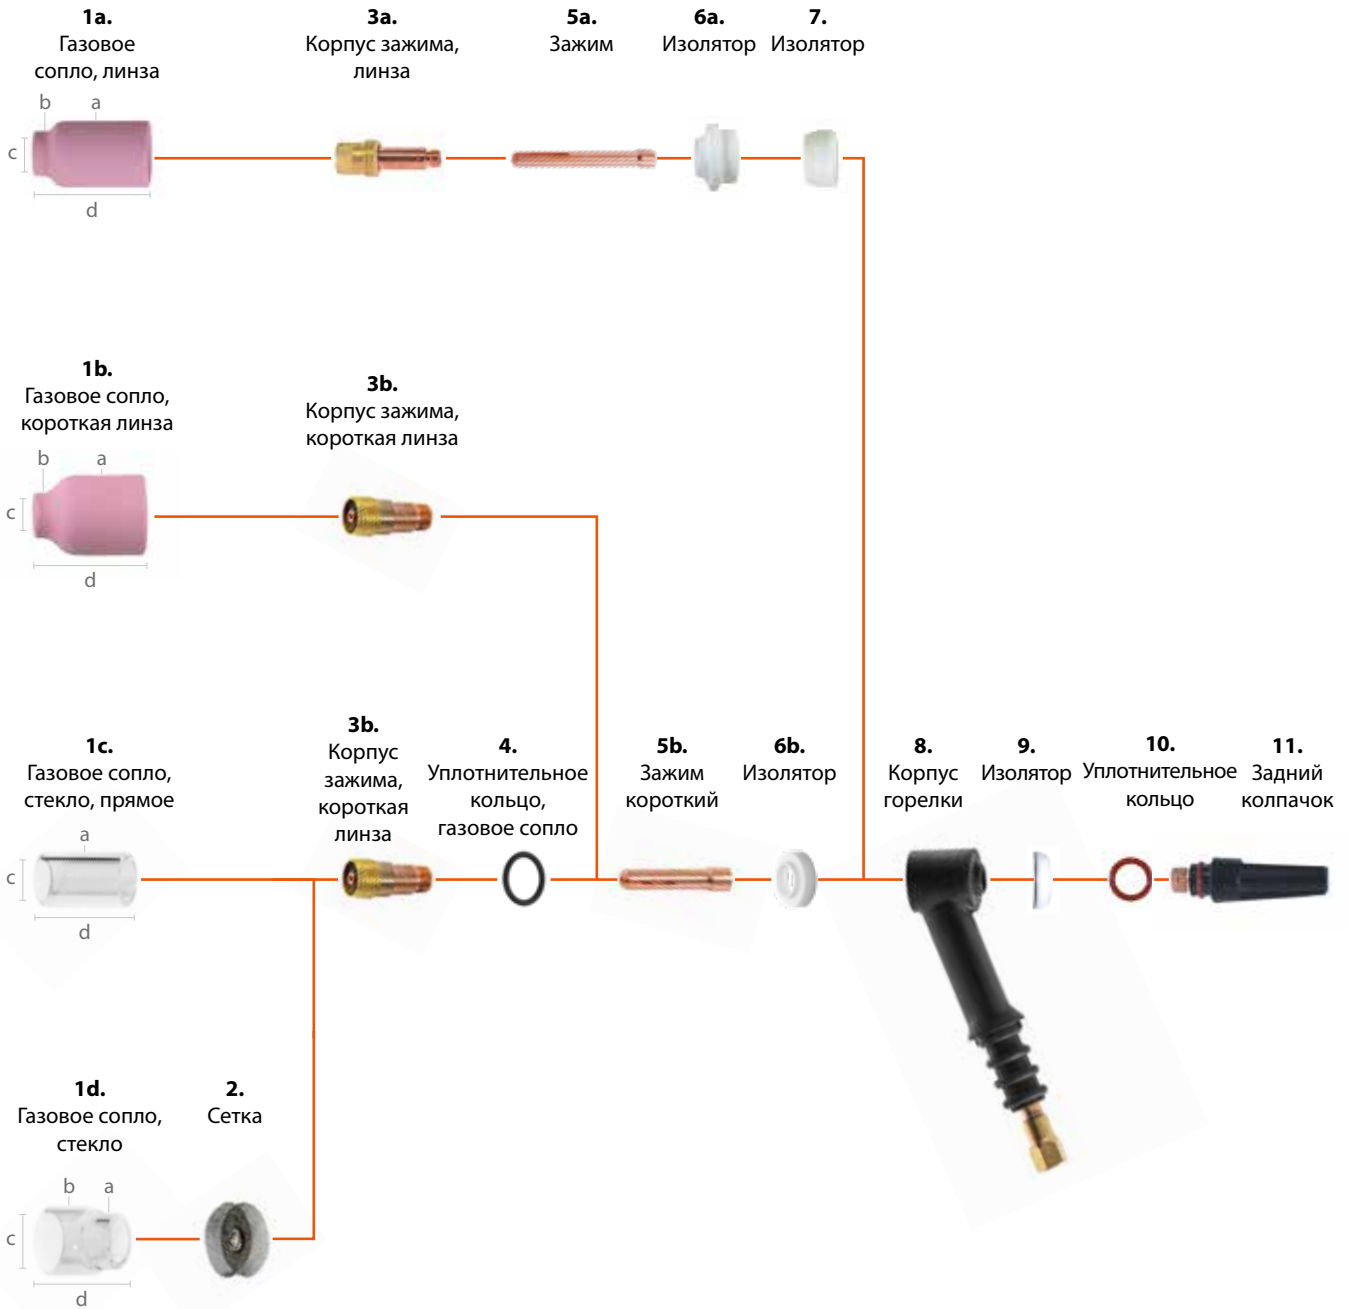 1a.
Газовое
сопло, линза
3a.
Корпус зажима,
линза
5a.
Зажим
6a.
Изолятор
7.
Изолятор
b
a
c
d
1b.
Газовое сопло,
короткая линза
3b.
Корпус зажима,
короткая линза
b
a
c
d
1c.
Газовое сопло,
стекло, прямое
3b.
Корпус
зажима,
короткая
линза
4.
Уплотнительное
кольцо,
газовое сопло
5b.
Зажим
короткий
6b.
Изолятор
8.
Корпус
горелки
9.
Изолятор
10.
Уплотнительное
кольцо
11.
Задний
колпачок
a
c
d
1d.
Газовое сопло,
стекло
2.
Сетка
b
a
c
d